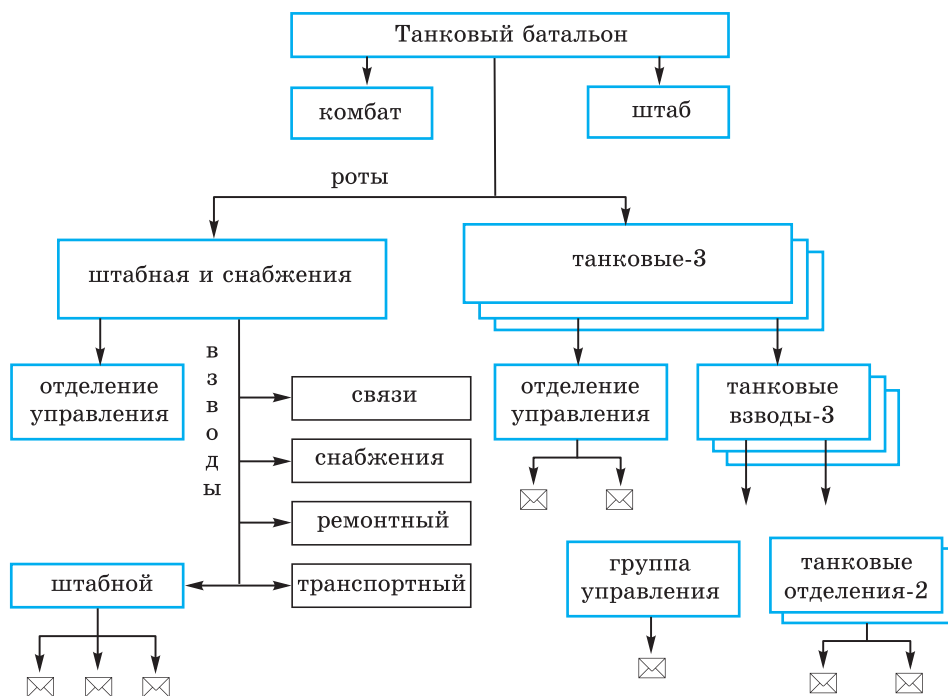 Танковый батальон
комбат
штаб
роты
штабная и снабжения
танковые-3
взводы
отделение
управления
связи
снабжения
ремонтный
транспортный
штабной
отделение
управления
танковые
взводы-3
группа
управления
танковые
отделения-2